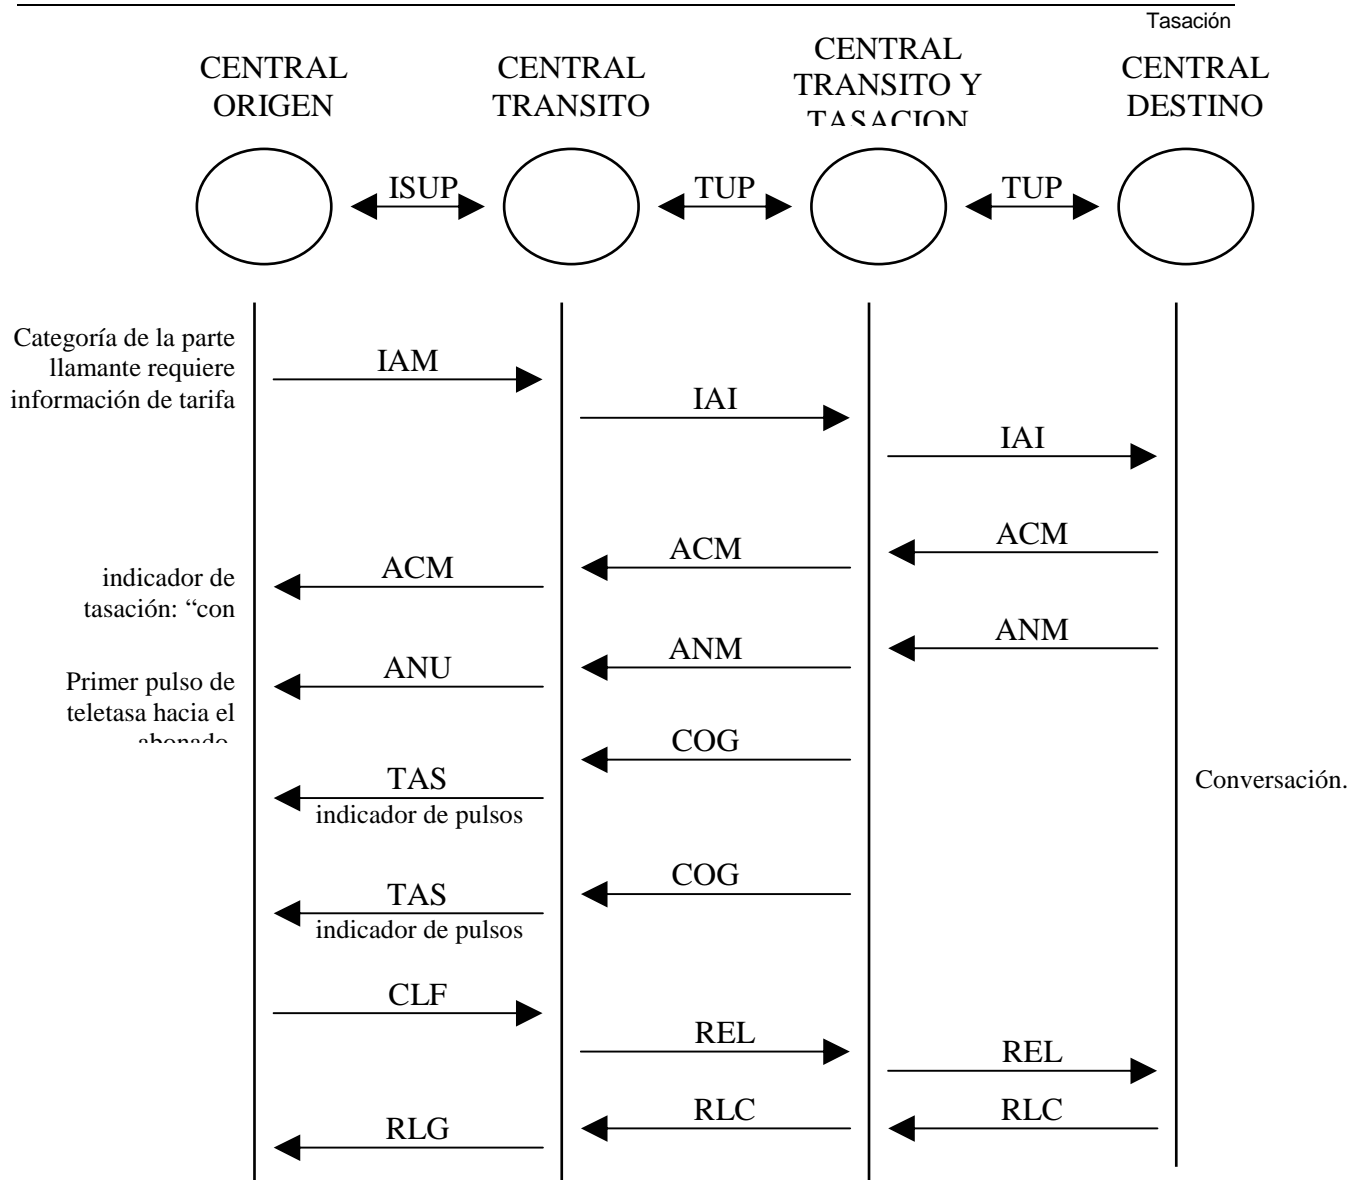 Tasación
CENTRAL
ORIGEN
CENTRAL
TRANSITO
CENTRAL
TRANSITO Y
TASACION
CENTRAL
DESTINO
ISUP
TUP
TUP
Categoría de la parte
llamante requiere
información de tarifa
IAM
IAI
IAI
ACM
ACM
ACM
indicador de
tasación: “con
ANM
ANM
ANU
Primer pulso de
teletasa hacia el
abonado.
COG
TAS
indicador de pulsos
Conversación.
COG
TAS
indicador de pulsos
CLF
REL
REL
RLC
RLC
RLG